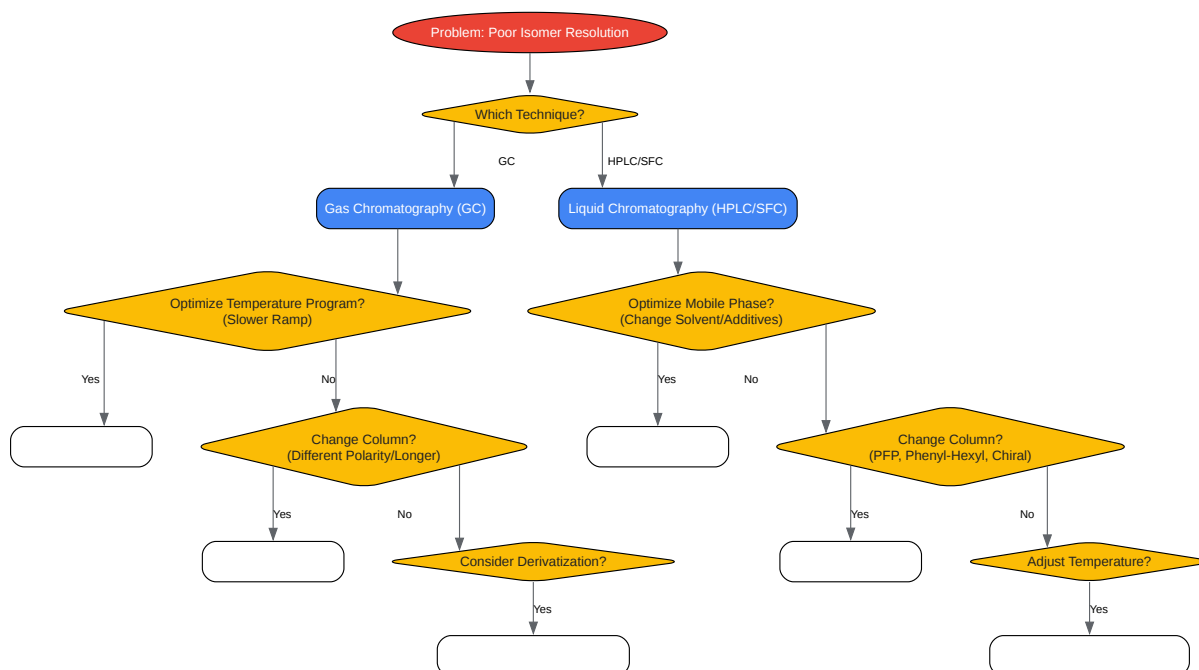 Problem: Poor Isomer Resolution
Which Technique?
GC
HPLC/SFC
Gas Chromatography (GC)
Liquid Chromatography (HPLC/SFC)
Optimize Temperature Program?
(Slower Ramp)
Optimize Mobile Phase?
(Change Solvent/Additives)
Yes
No
Yes
No
Change Column?
(Different Polarity/Longer)
Change Column?
(PFP, Phenyl-Hexyl, Chiral)
Yes
No
Yes
No
Consider Derivatization?
Adjust Temperature?
Yes
Yes